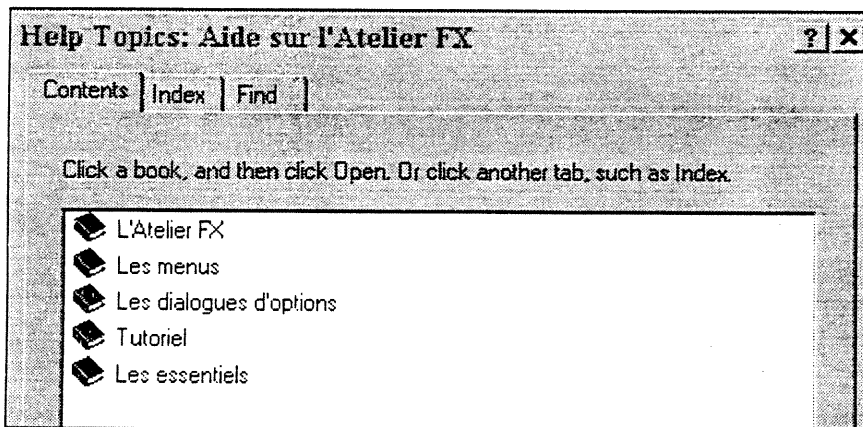 Help Topics: Aide sur l'Atelier FX ? ×
Contents Index Find
Click a book, and then click Open. Or click another tab, such as Index.
L'Atelier FX
Les menus
Les dialogues d'options
Tutoriel
Les essentiels